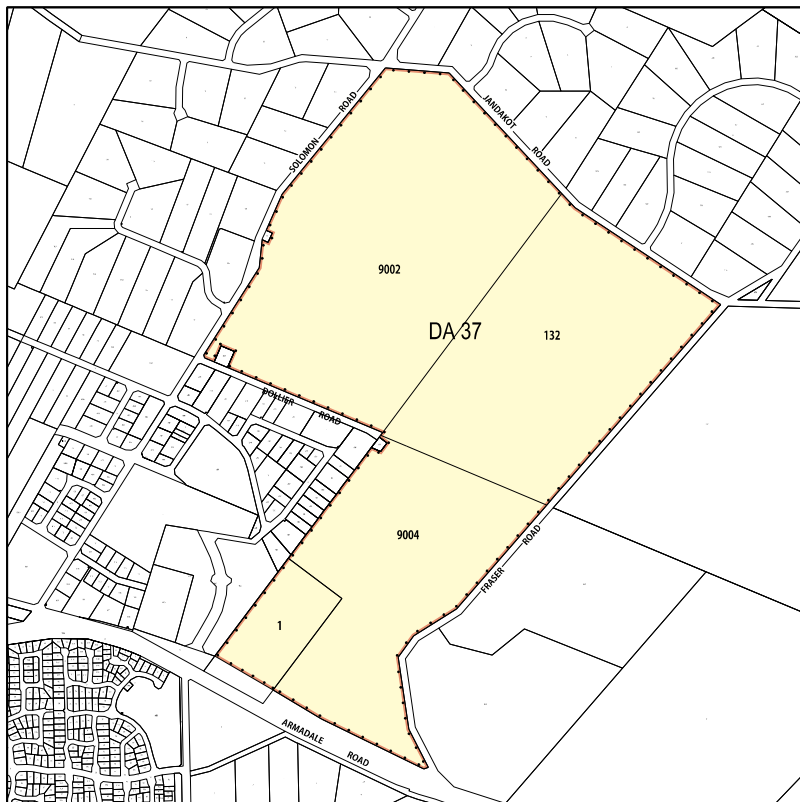 SOLOMON ROAD
JANDAKOT ROAD
9002
DA 37
132
DOLLIER ROAD
9004
FRASER ROAD
1
ARMADALE ROAD